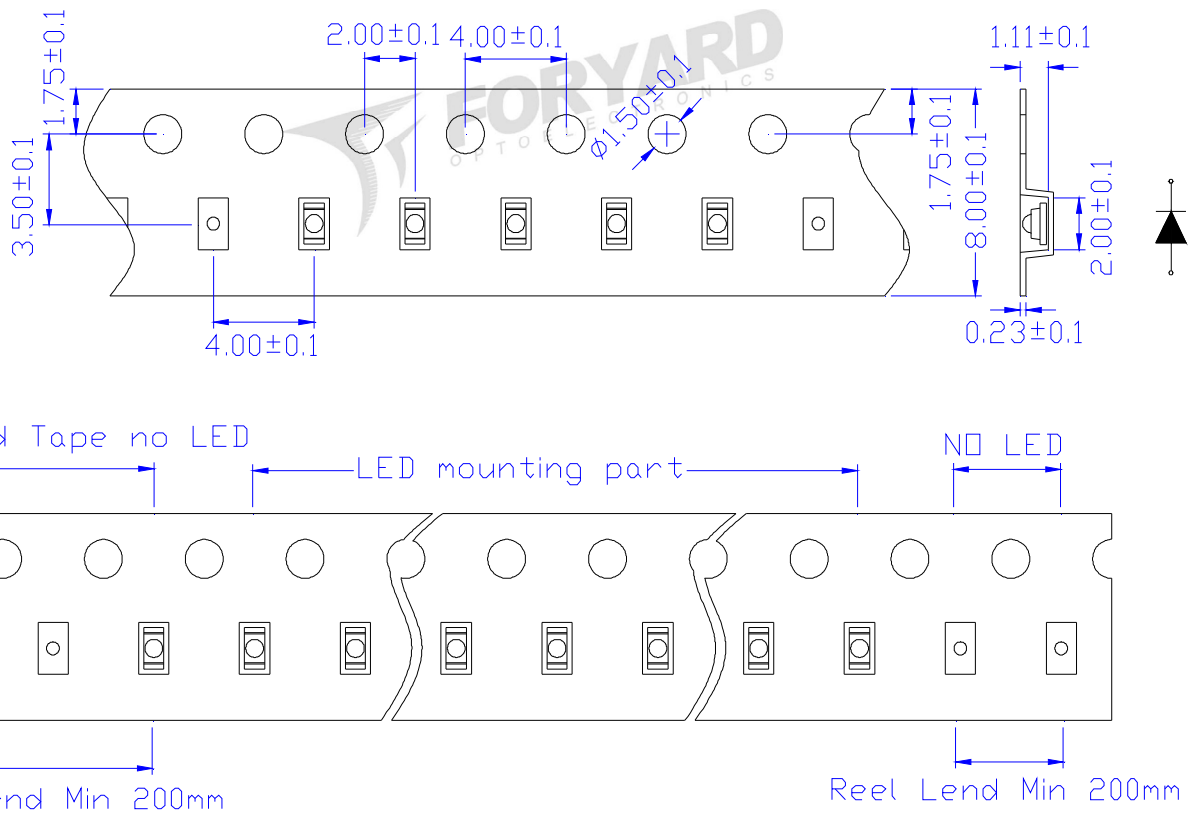 1.75±0.1
2.00±0.1
4.00±0.1
Ø1.50±0.1
1.11±0.1
FORYARD
OPTOELECTRONICS
3.50±0.1
1.75±0.1
8.00±0.1
2.00±0.1
4.00±0.1
0.23±0.1
Tape no LED
LED mounting part
NO LED
Min 200mm
Reel Lend Min 200mm